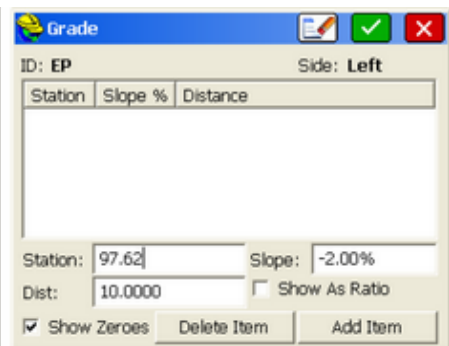 Grade
ID: EP Side: Left
Station Slope % Distance
Station: 97.62 Slope: -2.00%
Dist: 10.0000 Show As Ratio
Show Zeroes Delete Item Add Item